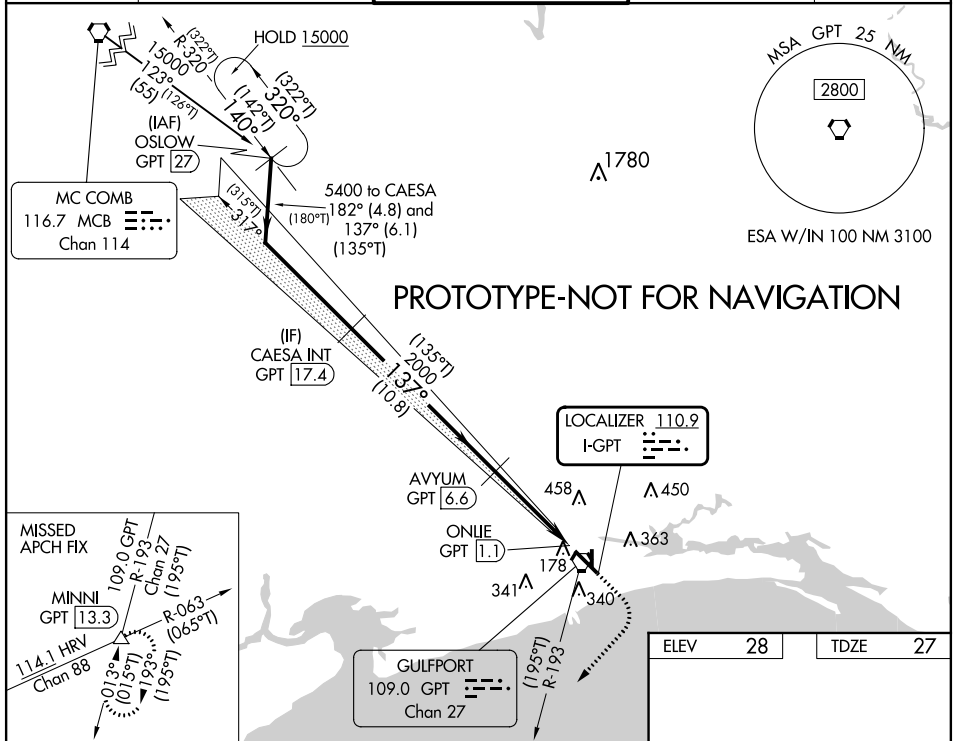 HOLD 15000
(322°T)
R-320
15000
123°
(126°T)
(55)
(322°T)
320°
(142°T)
140°
(IAF)
OSLOW
GPT 27
MC COMB
116.7 MCB
Chan 114
(315°T)
317°
(180°T)
5400 to CAESA
182° (4.8) and
137° (6.1)
(135°T)
1780
MSA GPT 25 NM
2800
ESA W/IN 100 NM 3100
PROTOTYPE-NOT FOR NAVIGATION
(IF)
CAESA INT
GPT 17.4
(135°T)
2000
137°
(10.8)
LOCALIZER 110.9
I-GPT
AVYUM
GPT 6.6
458
450
ONLIE
GPT 1.1
178
363
341
340
MISSED
APCH FIX
109.0 GPT
R-193
Chan 27
(195°T)
MINNI
GPT 13.3
R-063
(065°T)
114.1 HRV
Chan 88
013°
(015°T)
193°
(195°T)
GULFPORT
109.0 GPT
Chan 27
(195°T)
R-193
ELEV 28
TDZE 27